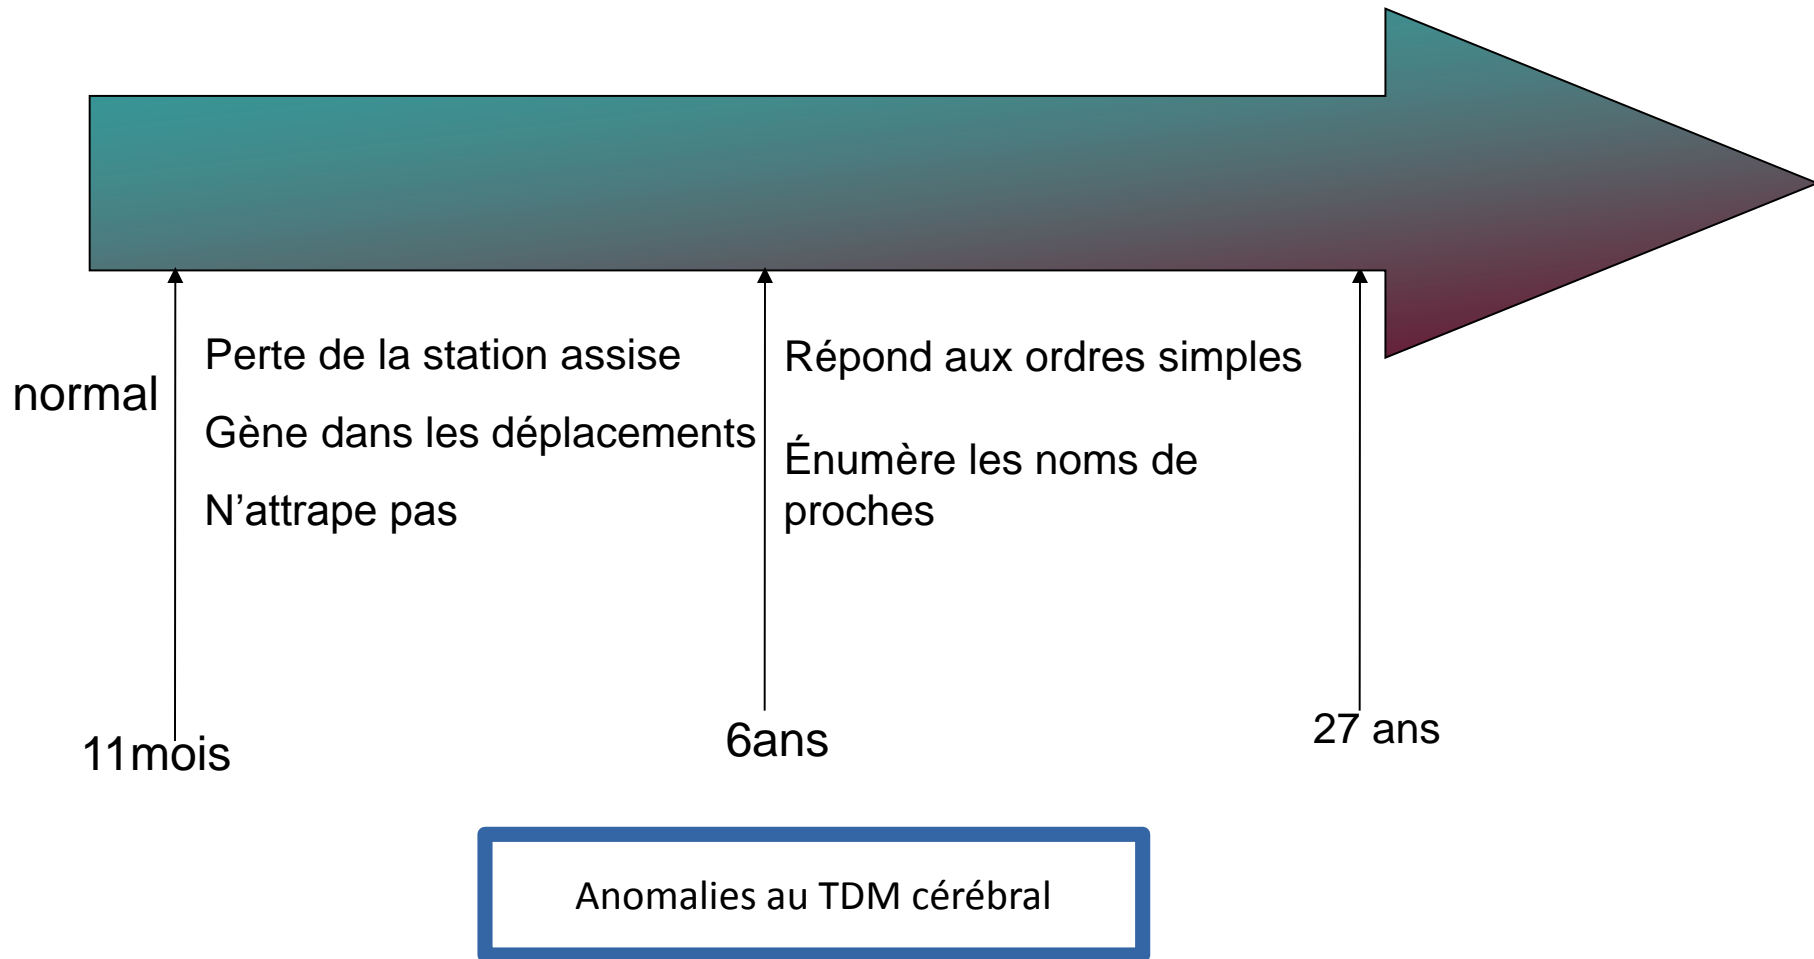 normal
Perte de la station assise
Gène dans les déplacements
N'attrape pas
Répond aux ordres simples
Énumère les noms de
proches
11mois
6ans
27 ans
Anomalies au TDM cérébral